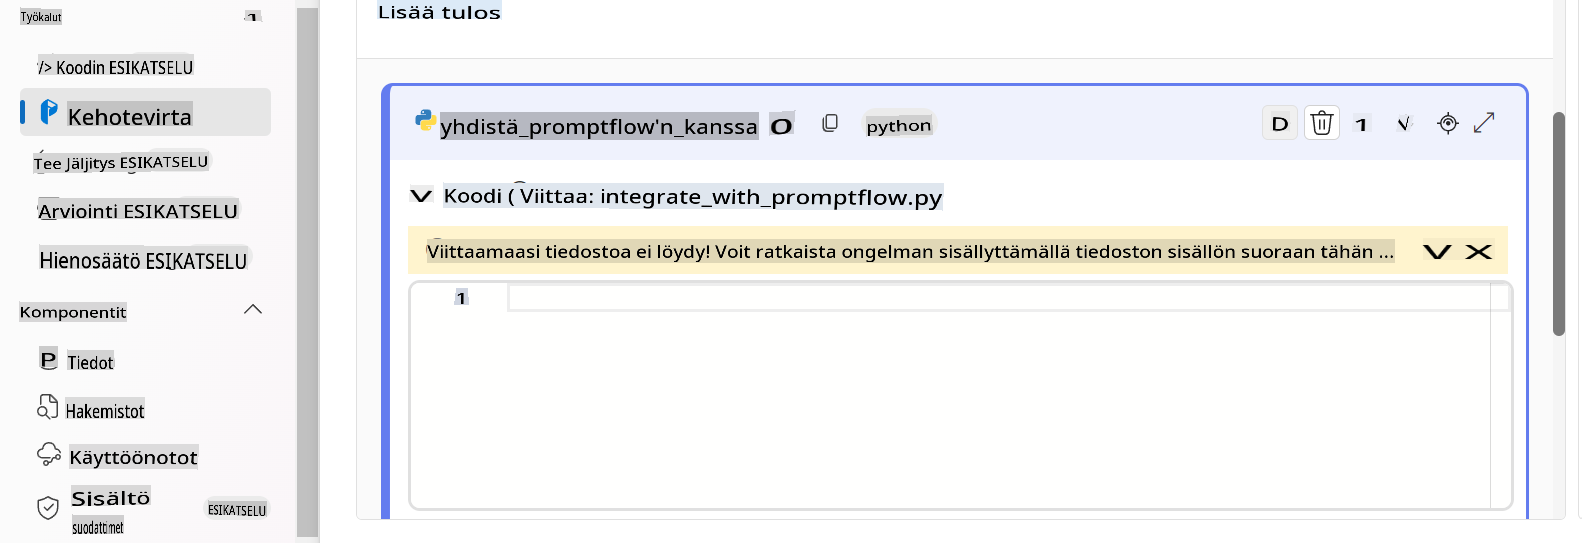 Työkalut
/> Koodin ESIKATSELU
Kehotevirta
Tee Jäljitys ESIKATSELU
Arviointi ESIKATSELU
Hienosäätö ESIKATSELU
Komponentit
P Tiedot
Hakemistot
Käyttöönotot
Sisältö
suodattimet
ESIKATSELU
Lisää tulos
yhdistä_promptflow'n_kanssa O
python
D
1
√
Koodi ( Viittaa: integrate_with_promptflow.py
Viittaamaasi tiedostoa ei löydy! Voit ratkaista ongelman sisällyttämällä tiedoston sisällön suoraan tähän ...
1